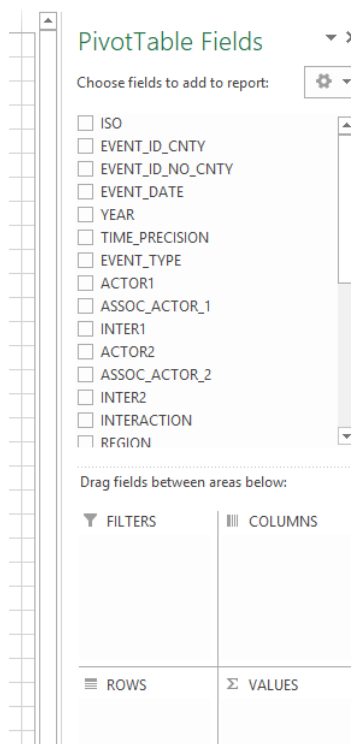 PivotTable Fields
Choose fields to add to report:
ISO
EVENT_ID_CNTY
EVENT_ID_NO_CNTY
EVENT_DATE
YEAR
TIME_PRECISION
EVENT_TYPE
ACTOR1
ASSOC_ACTOR_1
INTER1
ACTOR2
ASSOC_ACTOR_2
INTER2
INTERACTION
REGION
Drag fields between areas below:
FILTERS
COLUMNS
ROWS
Σ VALUES